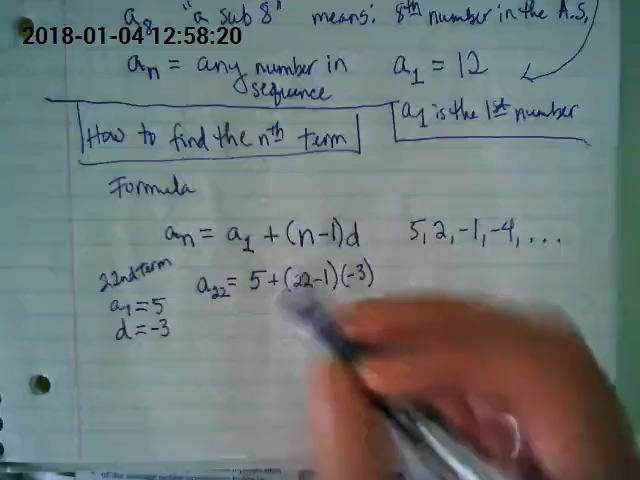 a8 "a sub 8" means: 8th number in the A.S.
2018-01-04 12:58:20
an = any number in sequence
a1 = 12
a1 is the 1st number
How to find the nth term
Formula
an = a1 + (n-1)d
5, 2, -1, -4, ...
22nd term
a22 = 5 + (22-1)(-3)
a1 = 5
d = -3